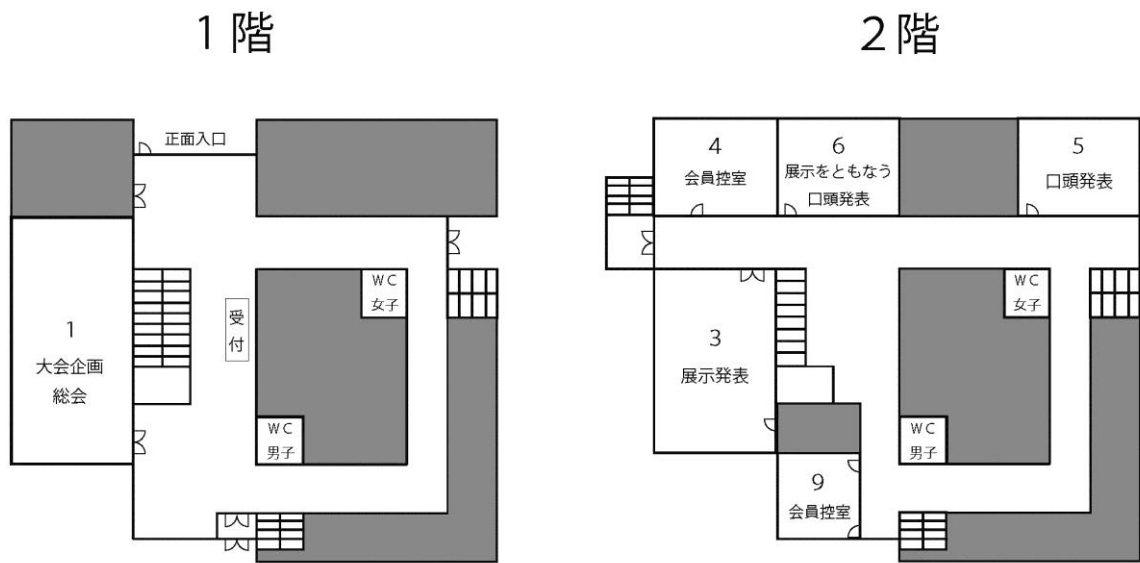 1階
2階
正面入口
1
大会企画
総会
受付
WC
女子
WC
男子
4
会員控室
6
展示をともなう
口頭発表
5
口頭発表
3
展示発表
WC
女子
WC
男子
9
会員控室